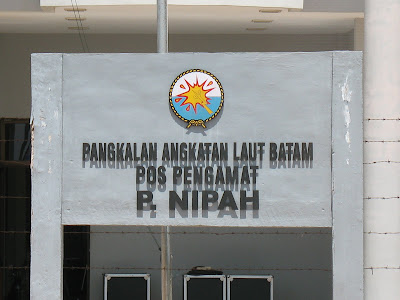 PANGKALAN ANGKATAN LAUT BATAM
POS PENGAMAT
P. NIPAH